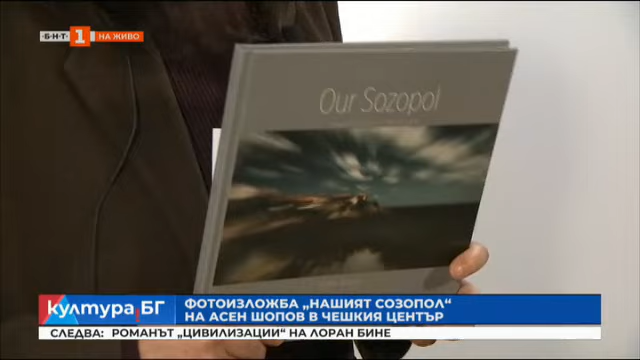 БНТ 1 НА ЖИВО
Our Sozopol
култура.БГ
ФОТОИЗЛОЖБА „НАШИЯТ СОЗОПОЛ“
НА АСЕН ШОПОВ В ЧЕШКИЯ ЦЕНТЪР
СЛЕДВА: РОМАНЪТ „ЦИВИЛИЗАЦИИ“ НА ЛОРАН БИНЕ